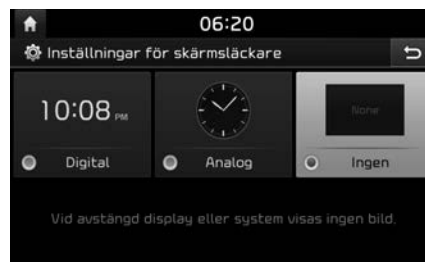 06:20
Inställningar för skärmsläckare
10:08 PM
None
Digital
Analog
Ingen
Vid avstängd display eller system visas ingen bild.